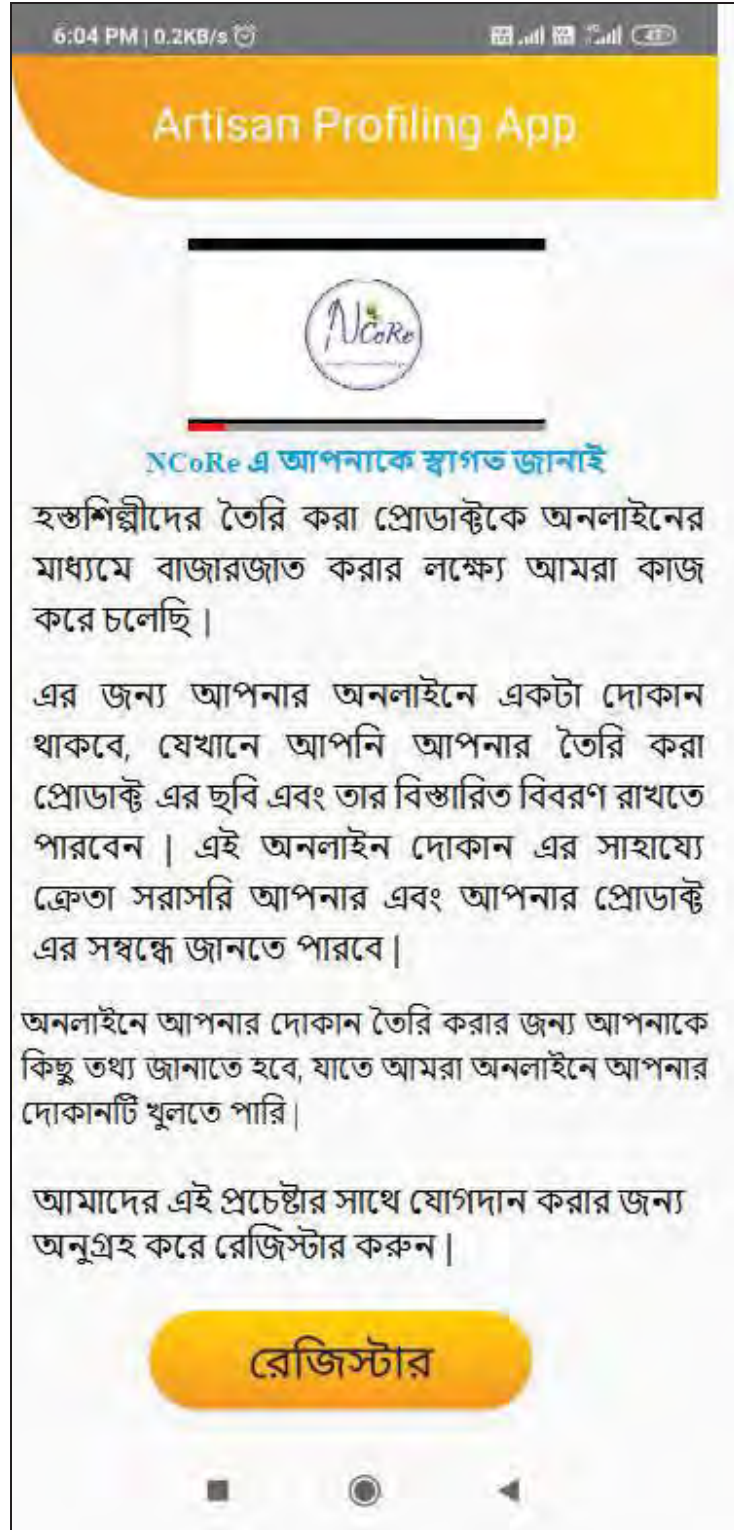 6:04 PM | 0.2KB/s
Artisan Profiling App
NCoRe
NCoRe এ আপনাকে স্বাগত জানাই
হস্তশিল্পীদের তৈরি করা প্রোডাক্টকে অনলাইনের
মাধ্যমে বাজারজাত করার লক্ষ্যে আমরা কাজ
করে চলেছি |
এর জন্য আপনার অনলাইনে একটা দোকান
থাকবে, যেখানে আপনি আপনার তৈরি করা
প্রোডাক্ট এর ছবি এবং তার বিস্তারিত বিবরণ রাখতে
পারবেন | এই অনলাইন দোকান এর সাহায্যে
ক্রেতা সরাসরি আপনার এবং আপনার প্রোডাক্ট
এর সম্বন্ধে জানতে পারবে |
অনলাইনে আপনার দোকান তৈরি করার জন্য আপনাকে
কিছু তথ্য জানাতে হবে, যাতে আমরা অনলাইনে আপনার
দোকানটি খুলতে পারি |
আমাদের এই প্রচেষ্টার সাথে যোগদান করার জন্য
অনুগ্রহ করে রেজিস্টার করুন |
রেজিস্টার